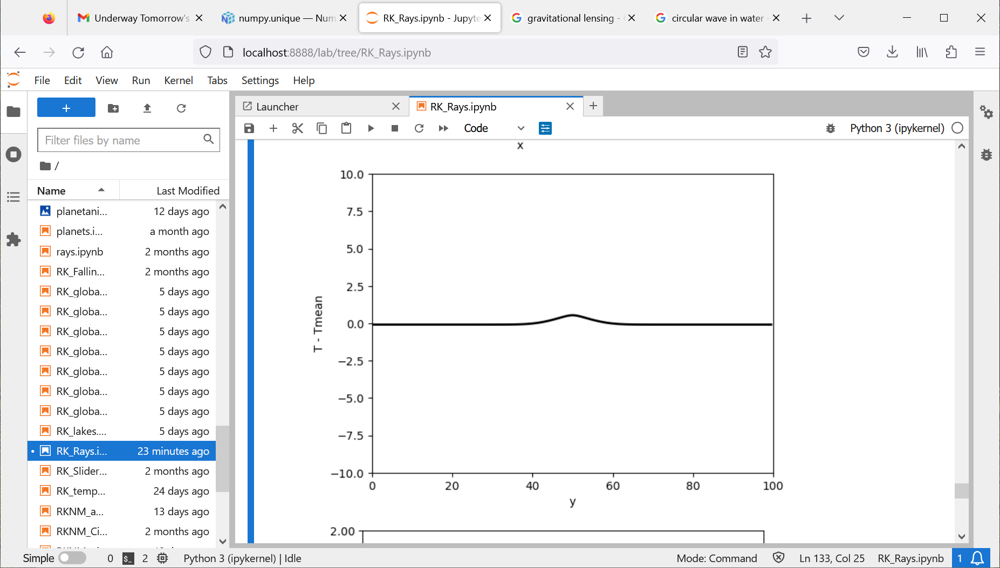 Underway Tomorrow's
numpy.unique — Num
RK_Rays.ipynb - Jupyte
gravitational lensing -
circular wave in water -
localhost:8888/lab/tree/RK_Rays.ipynb
File Edit View Run Kernel Tabs Settings Help
Filter files by name
/
Name Last Modified
planetani... 12 days ago
planets.i... a month ago
rays.ipynb 2 months ago
RK_Fallin... 2 months ago
RK_globa... 5 days ago
RK_globa... 5 days ago
RK_globa... 5 days ago
RK_globa... 5 days ago
RK_globa... 5 days ago
RK_globa... 5 days ago
RK_globa... 5 days ago
RK_lakes.... 5 days ago
RK_Rays.i... 23 minutes ago
RK_Slider... 2 months ago
RK_temp... 24 days ago
RKNM_a... 13 days ago
RKNM_Ci... 2 months ago
Launcher
RK_Rays.ipynb
Code
Python 3 (ipykernel)
x
10.0
7.5
5.0
2.5
0.0
−2.5
−5.0
−7.5
−10.0
T - Tmean
0 20 40 60 80 100
y
2.00
Simple 0 $_ 2 Python 3 (ipykernel) | Idle
Mode: Command Ln 133, Col 25 RK_Rays.ipynb 1